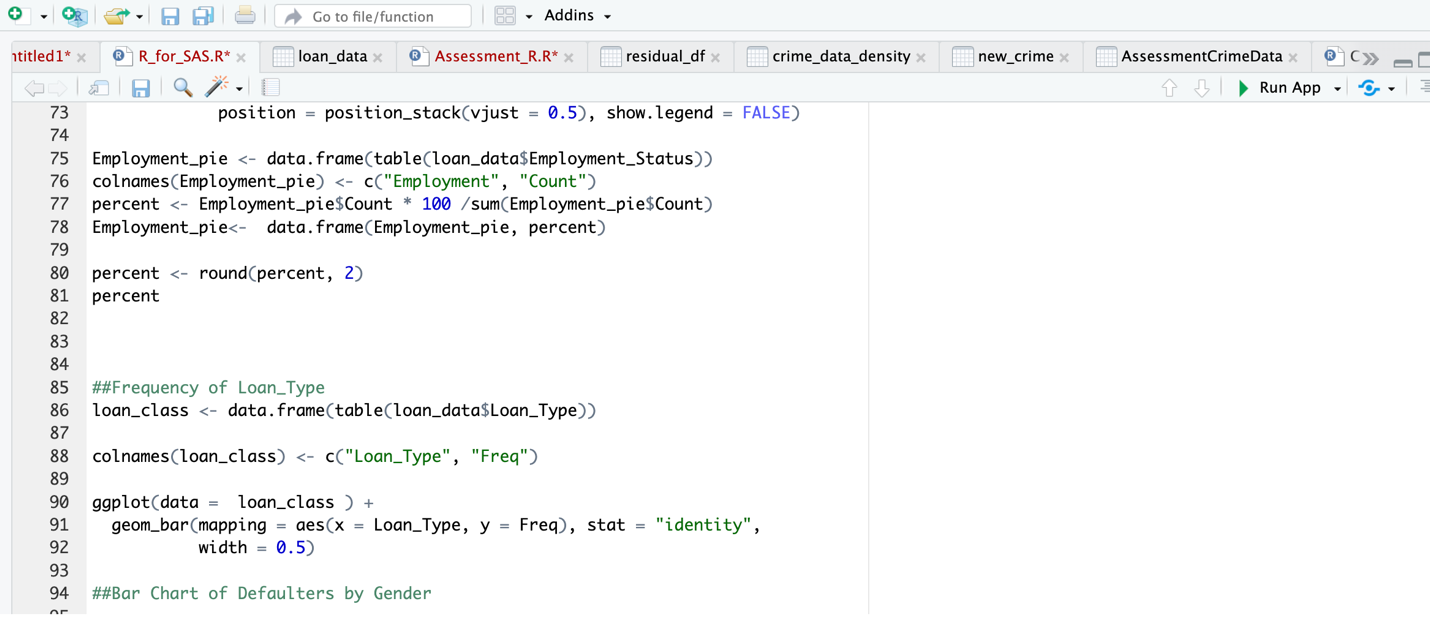 Go to file/function
Addins
ntitled1*
R_for_SAS.R*
loan_data
Assessment_R.R*
residual_df
crime_data_density
new_crime
AssessmentCrimeData
C
Run App
73 position = position_stack(vjust = 0.5), show.legend = FALSE)
74
75 Employment_pie <- data.frame(table(loan_data$Employment_Status))
76 colnames(Employment_pie) <- c("Employment", "Count")
77 percent <- Employment_pie$Count * 100 /sum(Employment_pie$Count)
78 Employment_pie<-  data.frame(Employment_pie, percent)
79
80 percent <- round(percent, 2)
81 percent
82
83
84
85 ##Frequency of Loan_Type
86 loan_class <- data.frame(table(loan_data$Loan_Type))
87
88 colnames(loan_class) <- c("Loan_Type", "Freq")
89
90 ggplot(data =  loan_class ) +
91 geom_bar(mapping = aes(x = Loan_Type, y = Freq), stat = "identity",
92 width = 0.5)
93
94 ##Bar Chart of Defaulters by Gender